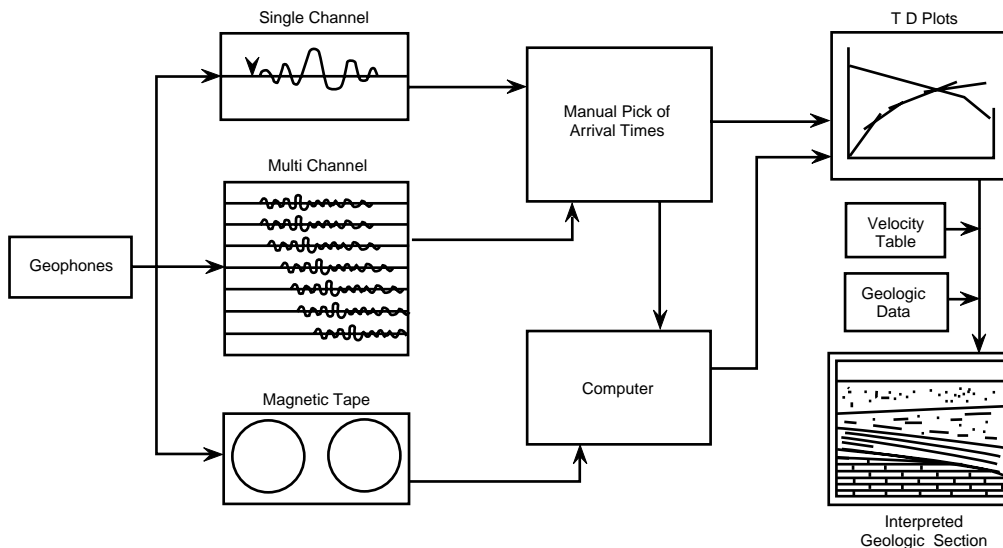 Single Channel
T D Plots
Manual Pick of
Arrival Times
Multi Channel
Velocity
Table
Geophones
Geologic
Data
Computer
Magnetic Tape
Interpreted
Geologic Section